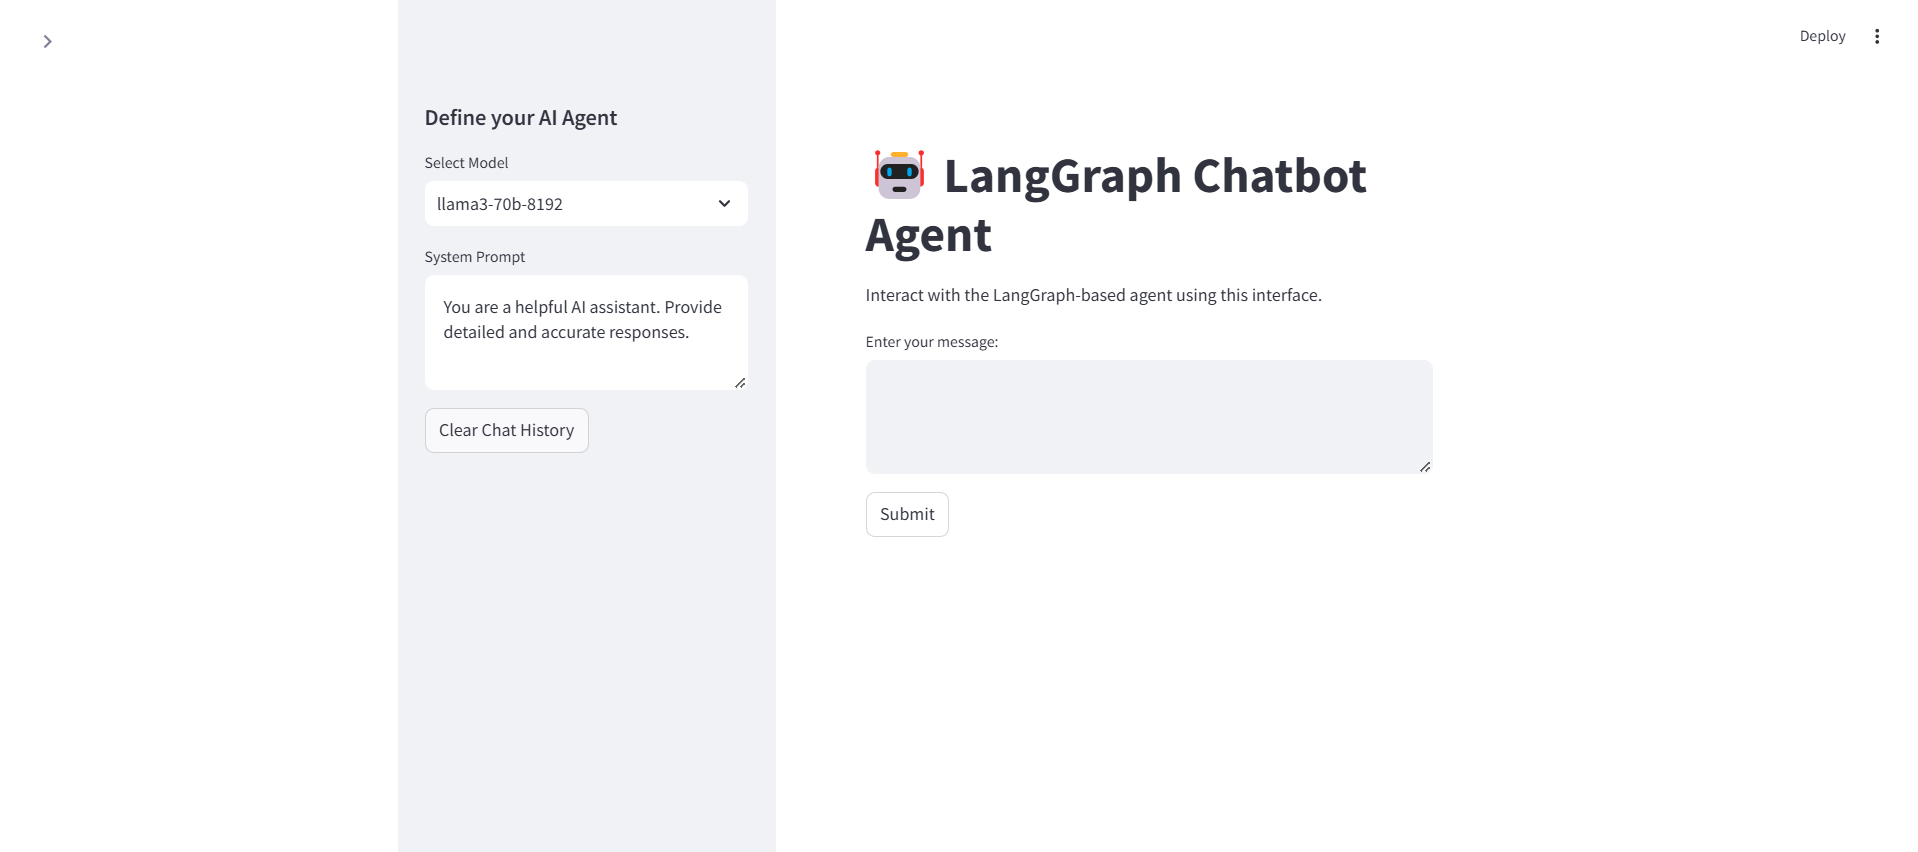 Deploy
Define your AI Agent
Select Model
llama3-70b-8192
System Prompt
You are a helpful AI assistant. Provide
detailed and accurate responses.
Clear Chat History
LangGraph Chatbot
Agent
Interact with the LangGraph-based agent using this interface.
Enter your message:
Submit